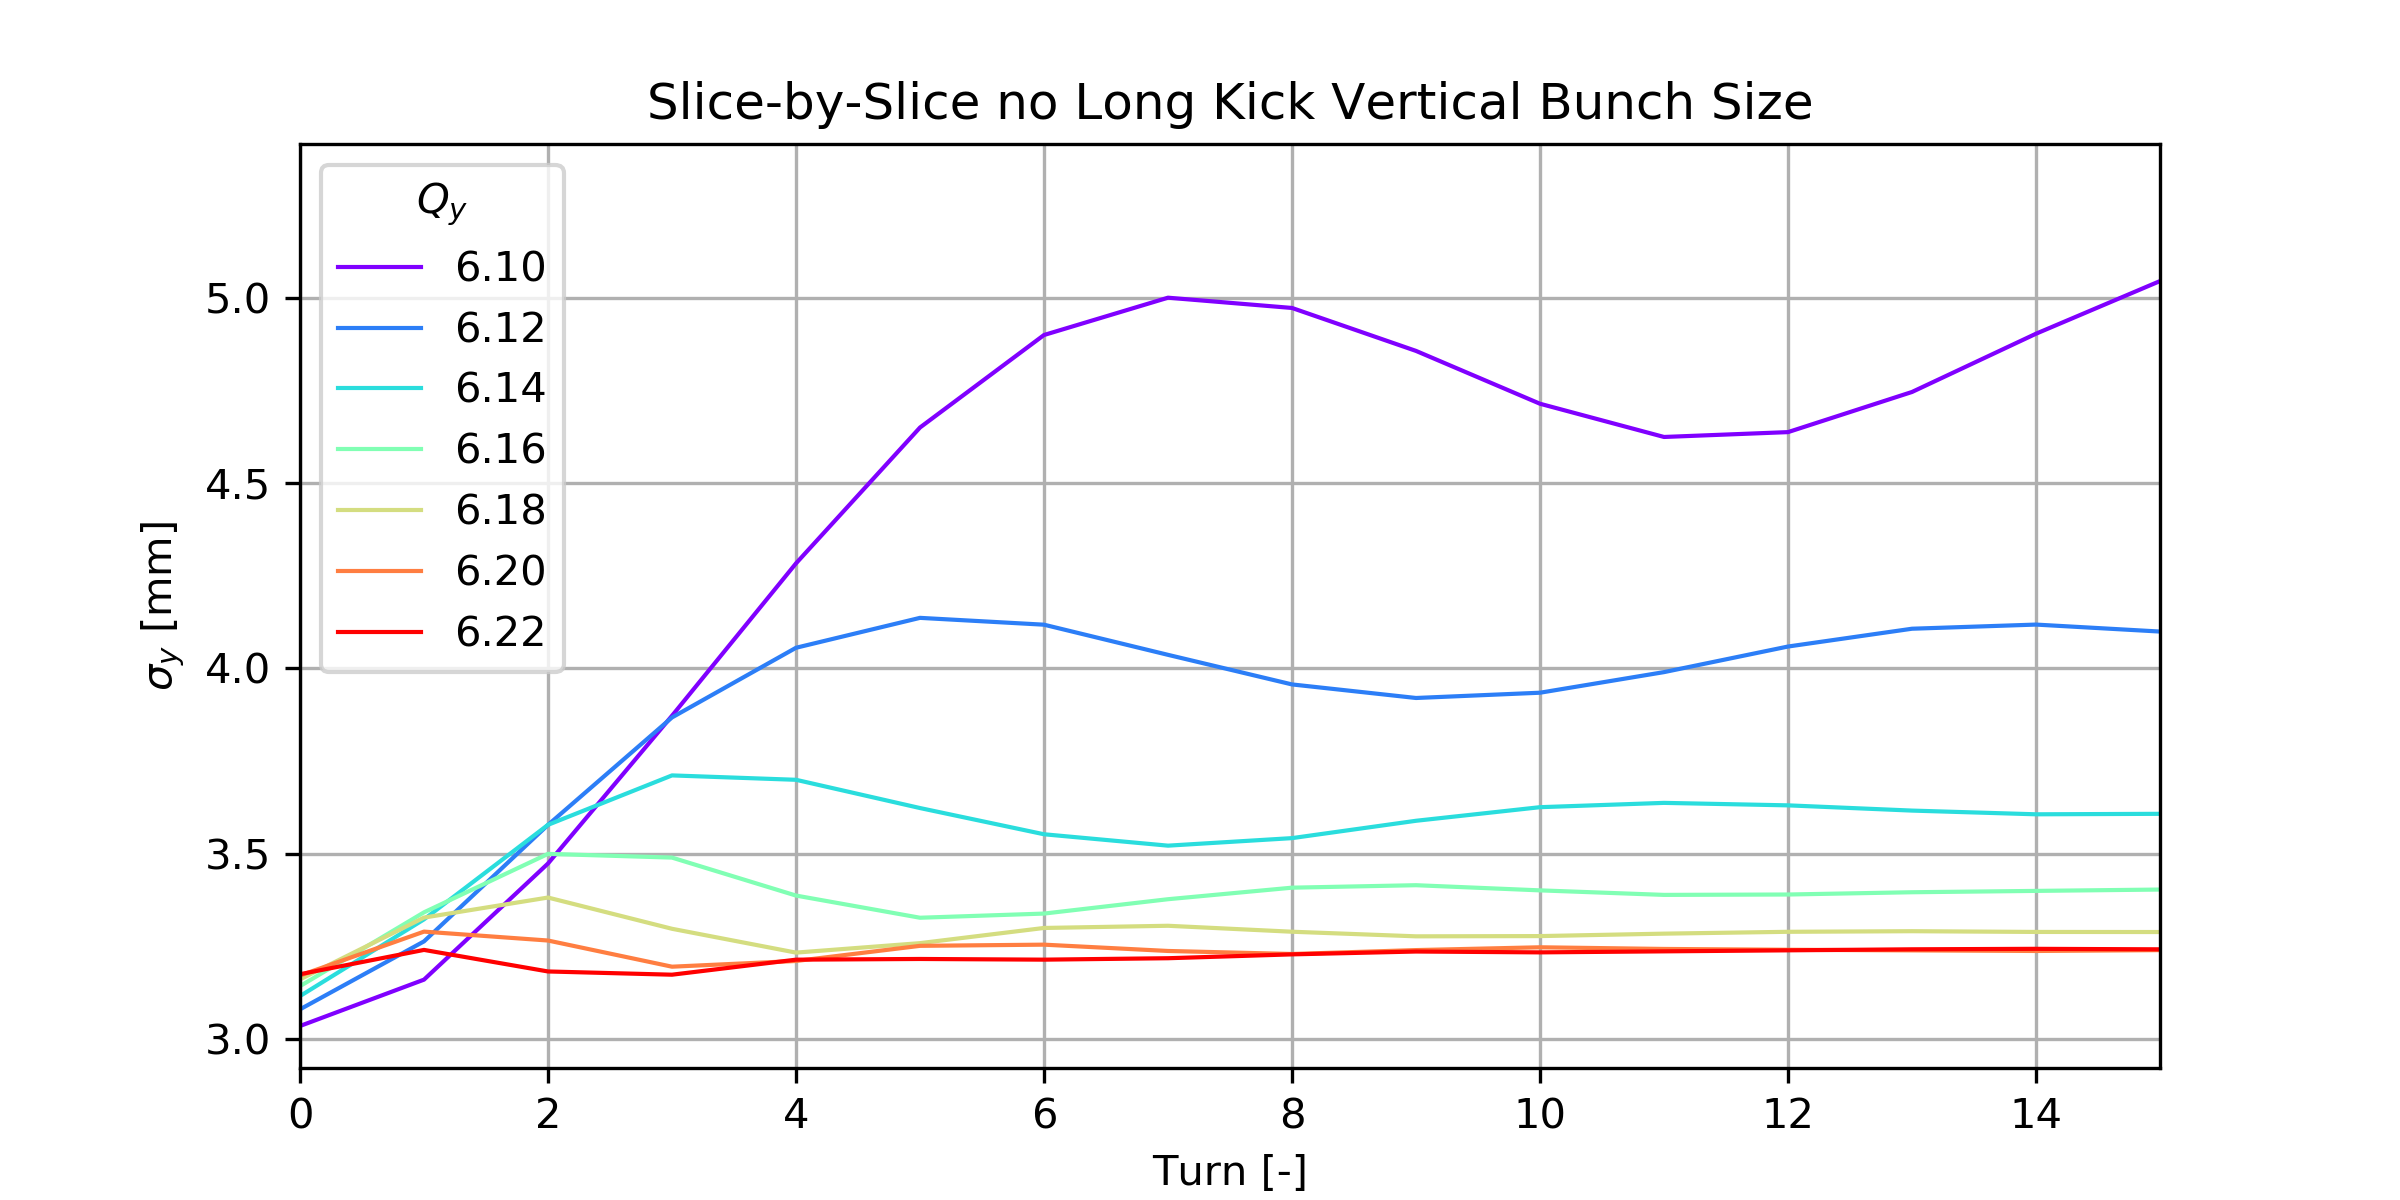 Slice-by-Slice no Long Kick Vertical Bunch Size
Q_y
6.10
6.12
6.14
6.16
6.18
6.20
6.22
5.0
4.5
4.0
3.5
3.0
σ_y [mm]
0 2 4 6 8 10 12 14
Turn [-]